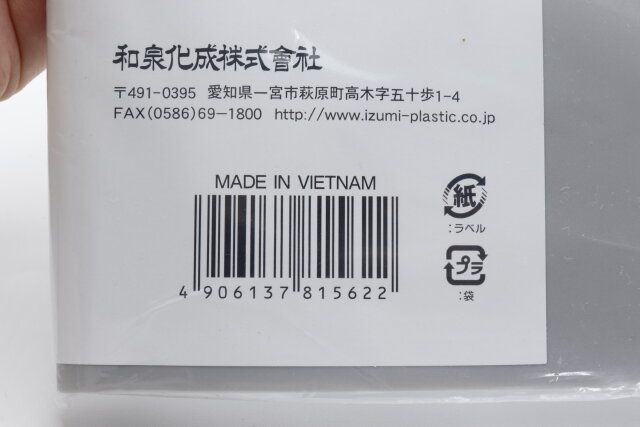 和泉化成株式會社
〒491-0395 愛知県一宮市萩原町高木字五十歩1-4
FAX(0586)69-1800 http://www.izumi-plastic.co.jp
MADE IN VIETNAM
4 906137 815622
紙
:ラベル
プラ
:袋